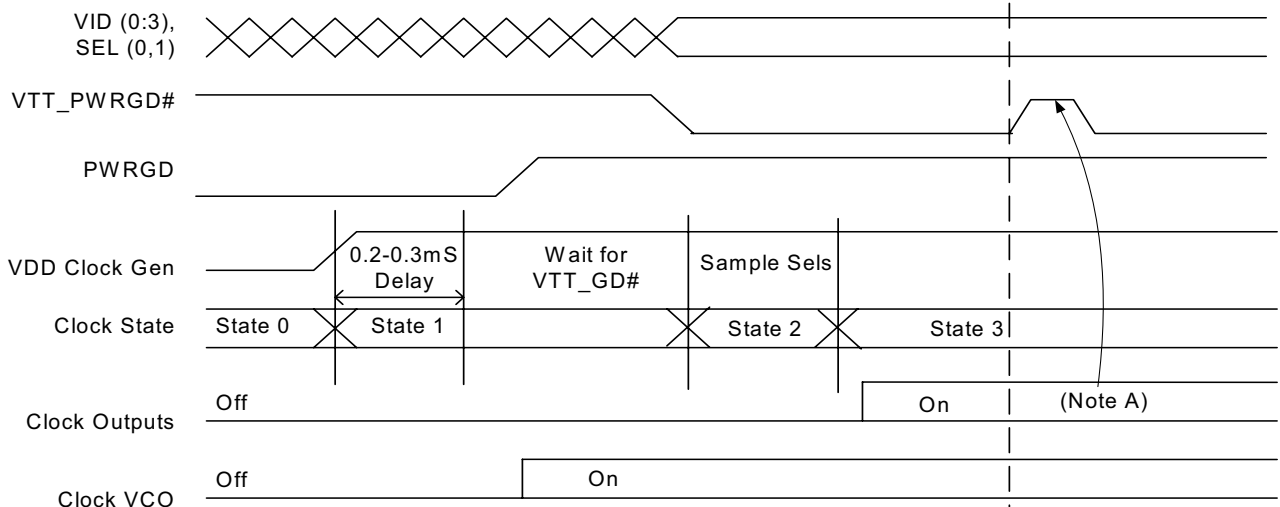 VID (0:3),
SEL (0,1)
VTT_PWRGD#
PWRGD
VDD Clock Gen
0.2-0.3mS
Delay
Wait for
VTT_GD#
Sample Sels
Clock State
State 0
State 1
State 2
State 3
Clock Outputs
Off
On
(Note A)
Clock VCO
Off
On